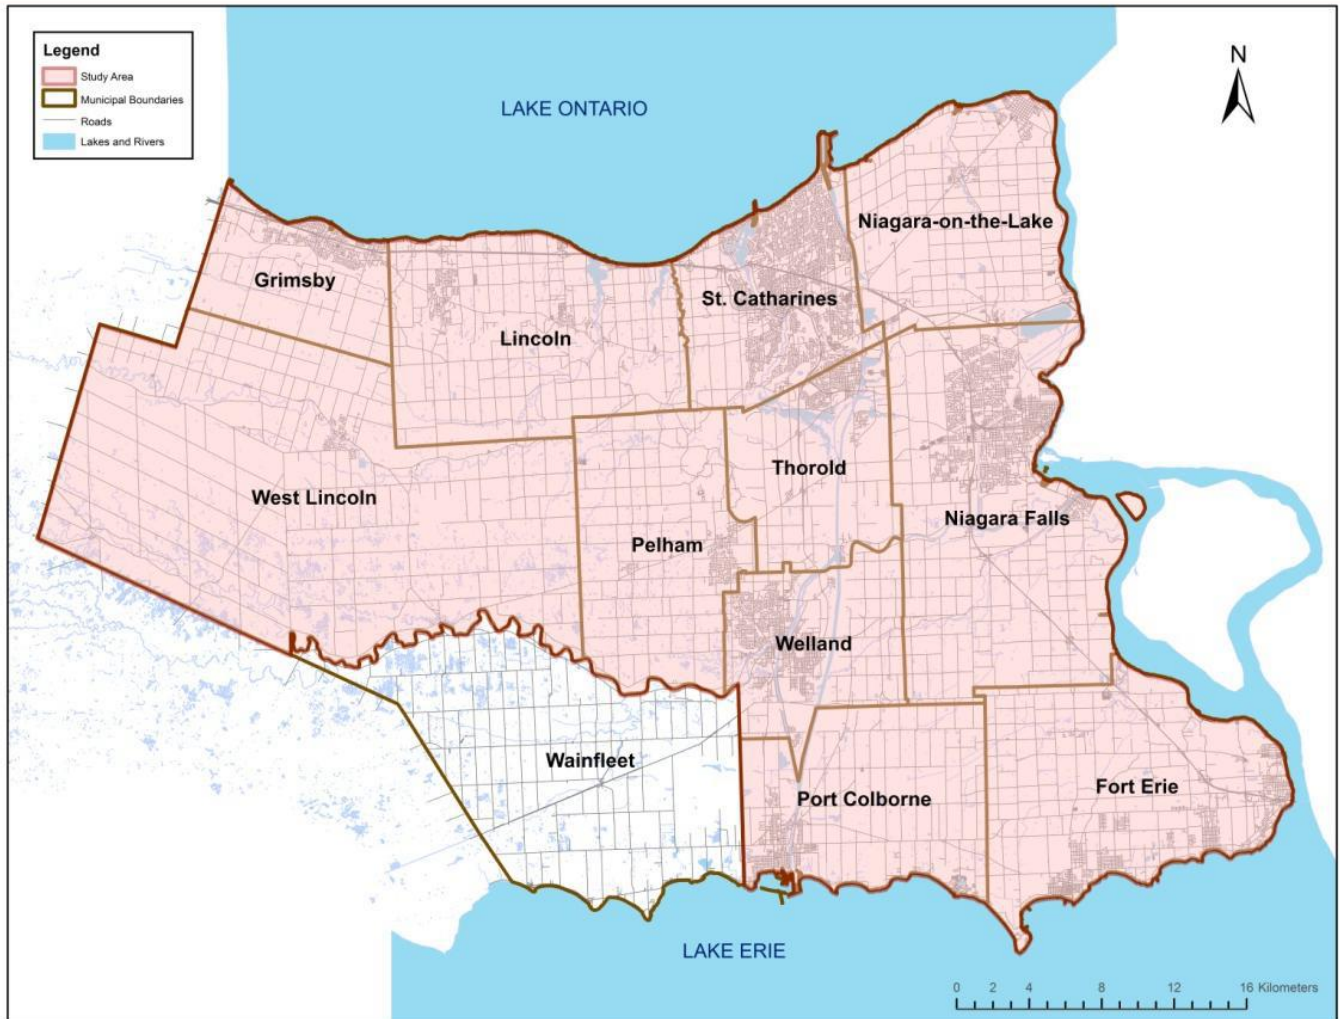 Legend
Study Area
Municipal Boundaries
Roads
Lakes and Rivers
N
LAKE ONTARIO
Niagara-on-the-Lake
Grimsby
St. Catharines
Lincoln
Thorold
West Lincoln
Niagara Falls
Pelham
Welland
Wainfleet
Port Colborne
Fort Erie
LAKE ERIE
0 2 4 8 12 16 Kilometers